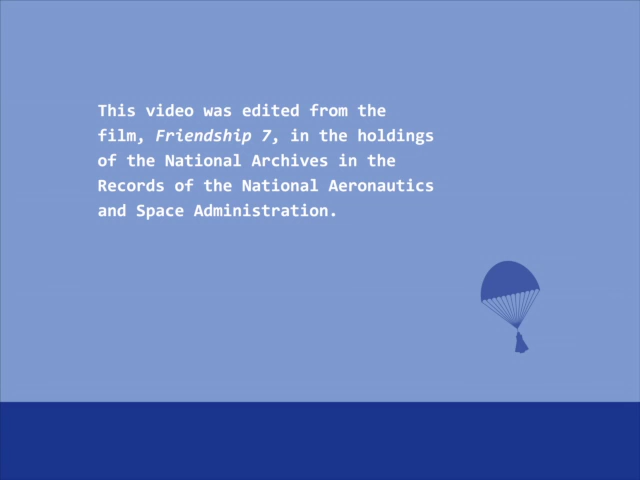 This video was edited from the
film, Friendship 7, in the holdings
of the National Archives in the
Records of the National Aeronautics
and Space Administration.